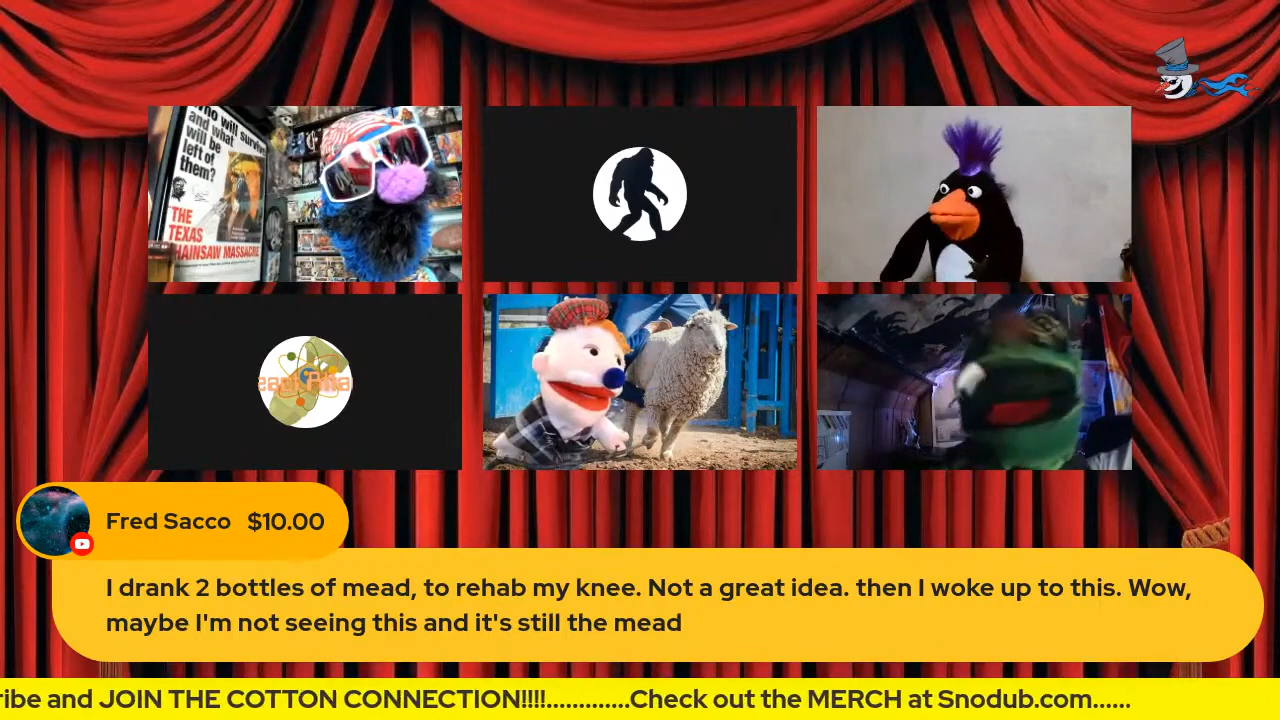 who will survive
and what
will be
left of
them?
THE
TEXAS
CHAINSAW MASSACRE
Fred Sacco $10.00
I drank 2 bottles of mead, to rehab my knee. Not a great idea. then I woke up to this. Wow,
maybe I'm not seeing this and it's still the mead
ribe and JOIN THE COTTON CONNECTION!!!!.............Check out the MERCH at Snodub.com......